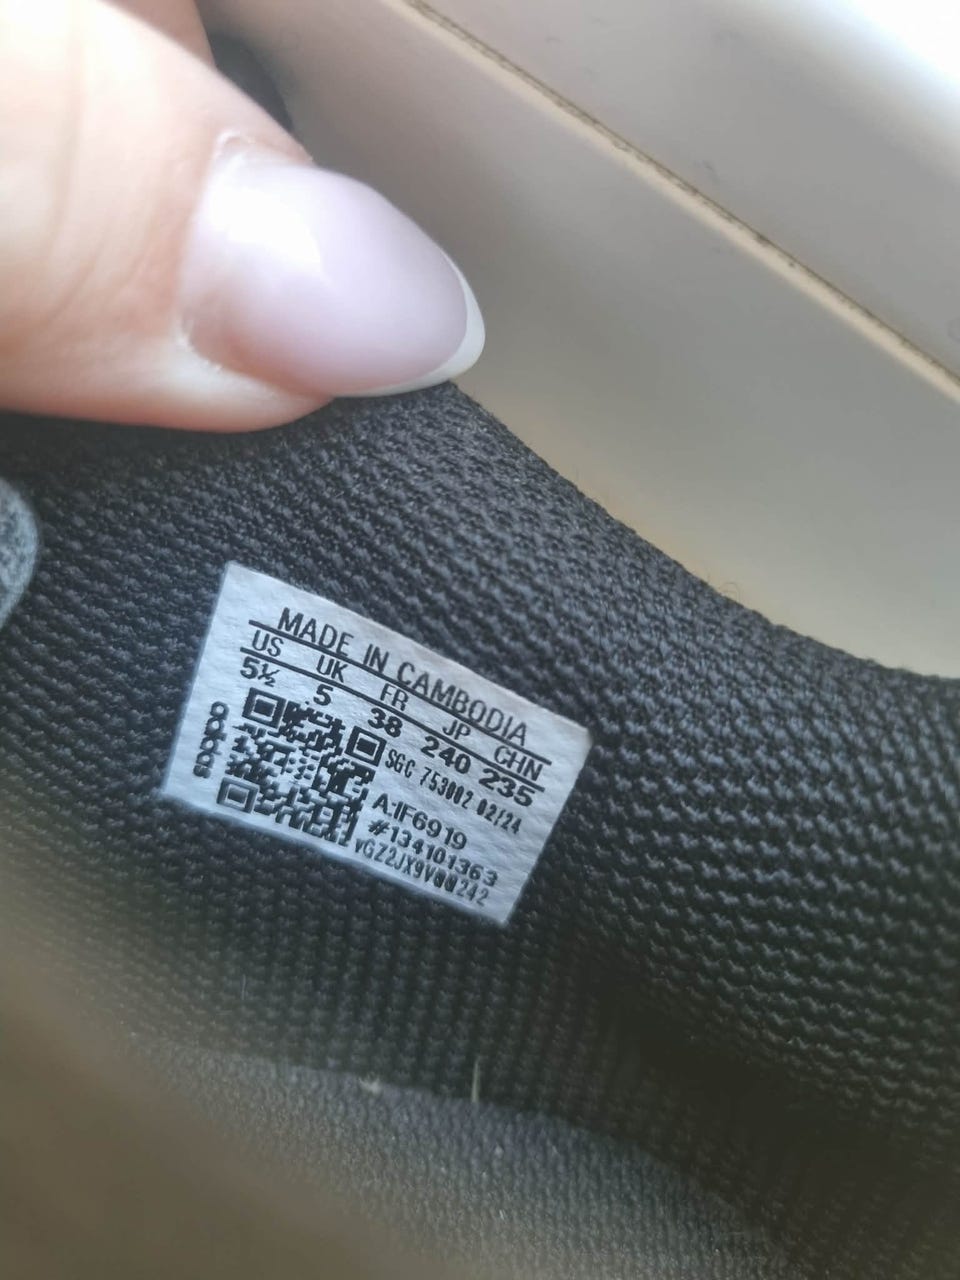 MADE IN CAMBODIA
US UK FR JP CHN
5½ 5 38 240 235
SGC 753002 02/24
A:IF6919
#134101363
adidas